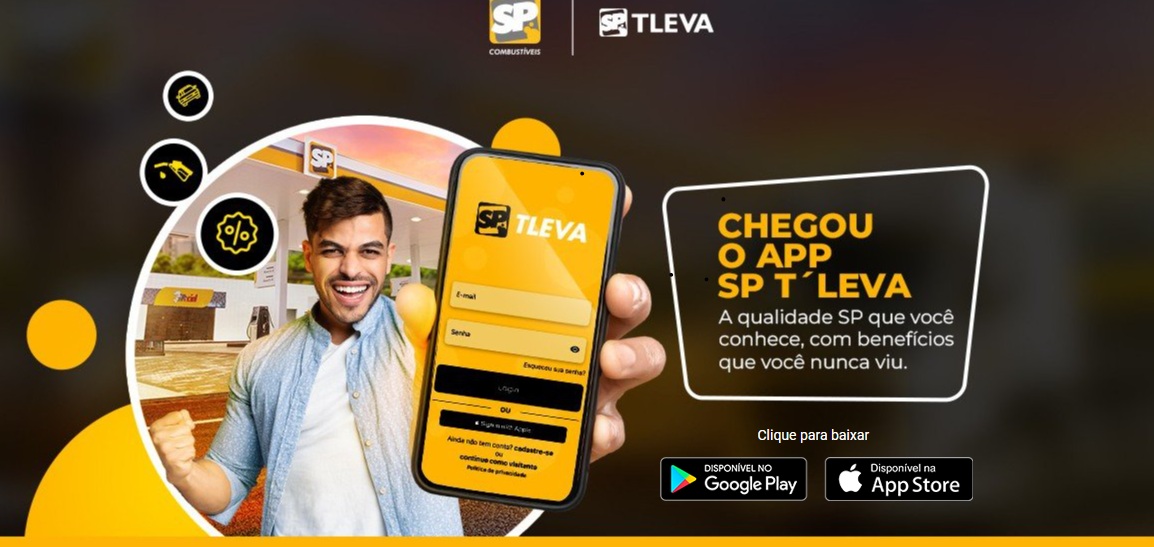 SP
COMBUSTÍVEIS
SP TLEVA
SP
SP TLEVA
E-mail
Senha
Esqueceu sua senha?
Login
ou
Ainda não tem conta? cadastre-se
ou
continue como visitante
Política de privacidade
CHEGOU
O APP
SP T´LEVA
A qualidade SP que você
conhece, com benefícios
que você nunca viu.
Clique para baixar
DISPONÍVEL NO
Google Play
Disponível na
App Store